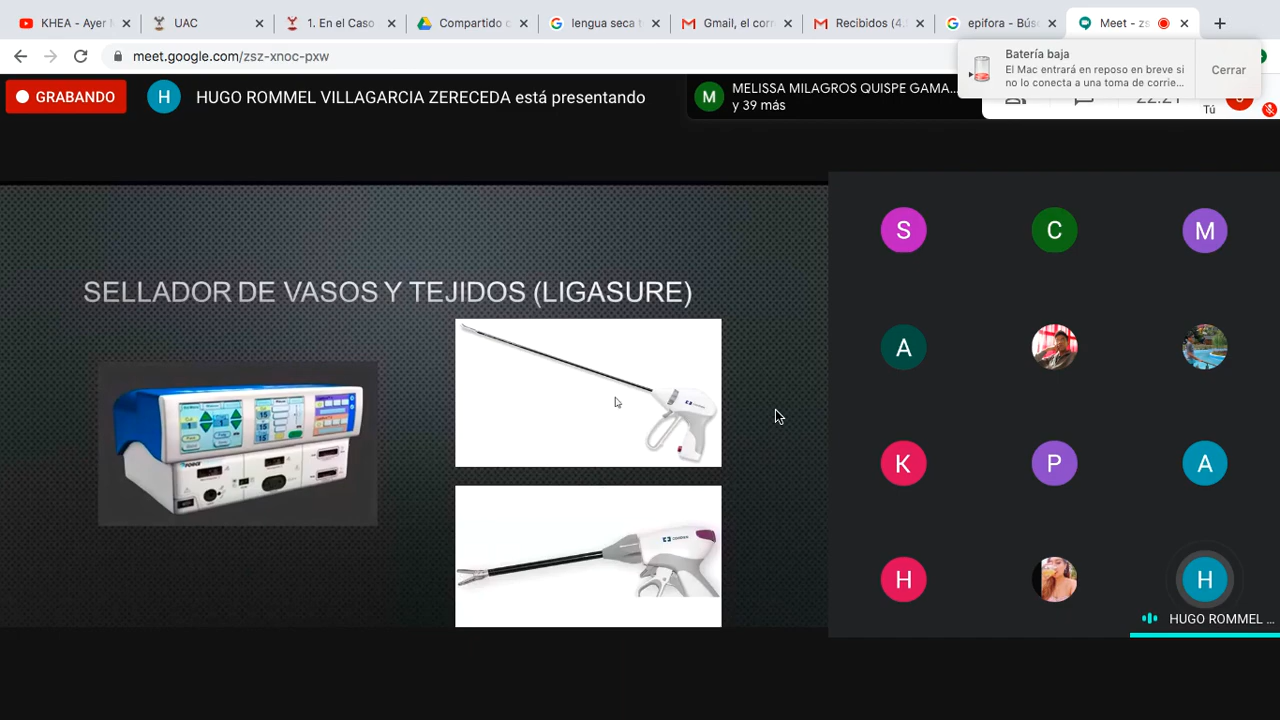 KHEA - Ayer M
UAC
1. En el Caso
Compartido c
lengua seca t
Gmail, el corr
Recibidos (4.
epifora - Bús
Meet - zs
meet.google.com/zsz-xnoc-pxw
Batería baja
El Mac entrará en reposo en breve si
no lo conecta a una toma de corrie...
Cerrar
GRABANDO
H
HUGO ROMMEL VILLAGARCIA ZERECEDA está presentando
M
MELISSA MILAGROS QUISPE GAMA...
y 39 más
22:21
Tú
SELLADOR DE VASOS Y TEJIDOS (LIGASURE)
S
C
M
A
K
P
A
H
H
HUGO ROMMEL ...